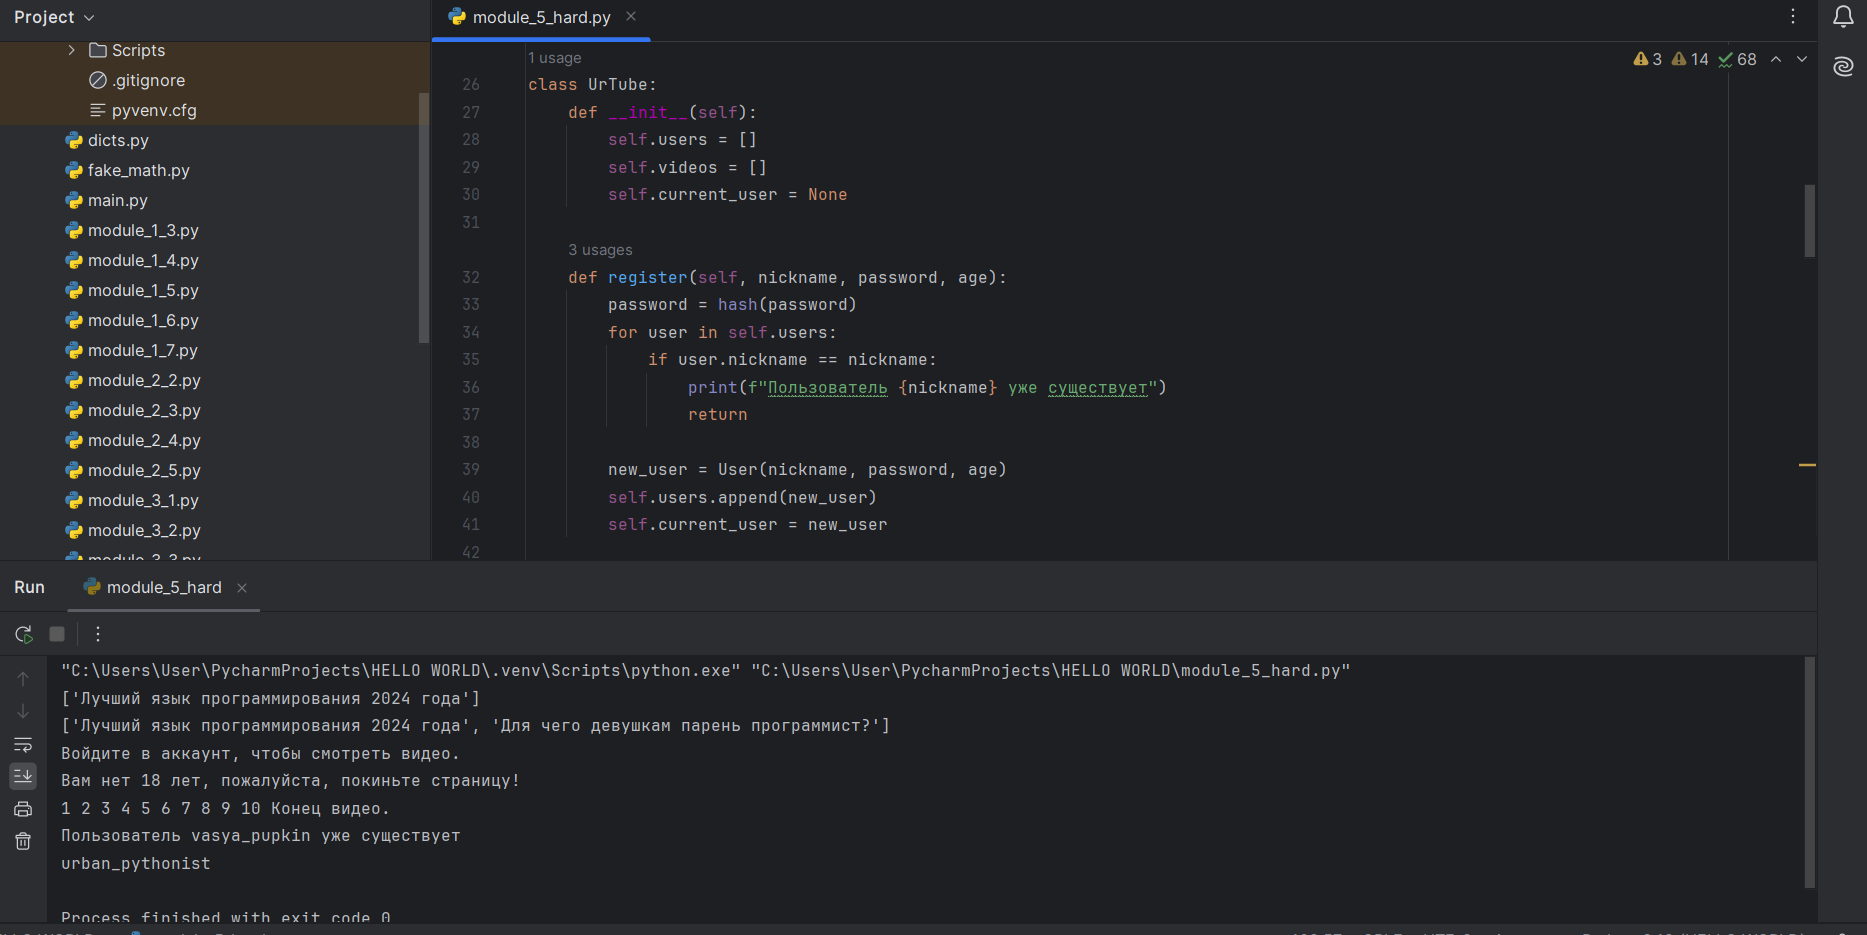 Project
Scripts
.gitignore
pyvenv.cfg
dicts.py
fake_math.py
main.py
module_1_3.py
module_1_4.py
module_1_5.py
module_1_6.py
module_1_7.py
module_2_2.py
module_2_3.py
module_2_4.py
module_2_5.py
module_3_1.py
module_3_2.py
module_3_3.py
module_5_hard.py
3 14 68
1 usage
26 class UrTube:
27 def __init__(self):
28 self.users = []
29 self.videos = []
30 self.current_user = None
31
3 usages
32 def register(self, nickname, password, age):
33 password = hash(password)
34 for user in self.users:
35 if user.nickname == nickname:
36 print(f"Пользователь {nickname} уже существует")
37 return
38
39 new_user = User(nickname, password, age)
40 self.users.append(new_user)
41 self.current_user = new_user
42
Run module_5_hard
"C:\Users\User\PycharmProjects\HELLO WORLD\.venv\Scripts\python.exe" "C:\Users\User\PycharmProjects\HELLO WORLD\module_5_hard.py"
['Лучший язык программирования 2024 года']
['Лучший язык программирования 2024 года', 'Для чего девушкам парень программист?']
Войдите в аккаунт, чтобы смотреть видео.
Вам нет 18 лет, пожалуйста, покиньте страницу!
1 2 3 4 5 6 7 8 9 10 Конец видео.
Пользователь vasya_pupkin уже существует
urban_pythonist
Process finished with exit code 0